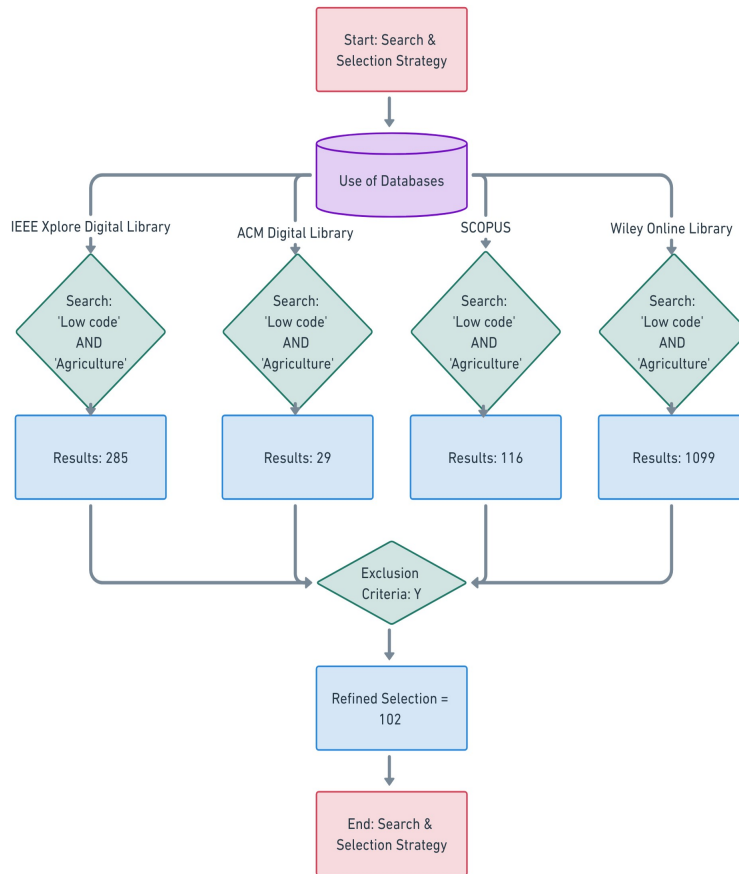 Start: Search &
Selection Strategy
Use of Databases
IEEE Xplore Digital Library
ACM Digital Library
SCOPUS
Wiley Online Library
Search:
'Low code'
AND
'Agriculture'
Search:
'Low code'
AND
'Agriculture'
Search:
'Low code'
AND
'Agriculture'
Search:
'Low code'
AND
'Agriculture'
Results: 285
Results: 29
Results: 116
Results: 1099
Exclusion
Criteria: Y
Refined Selection =
102
End: Search &
Selection Strategy